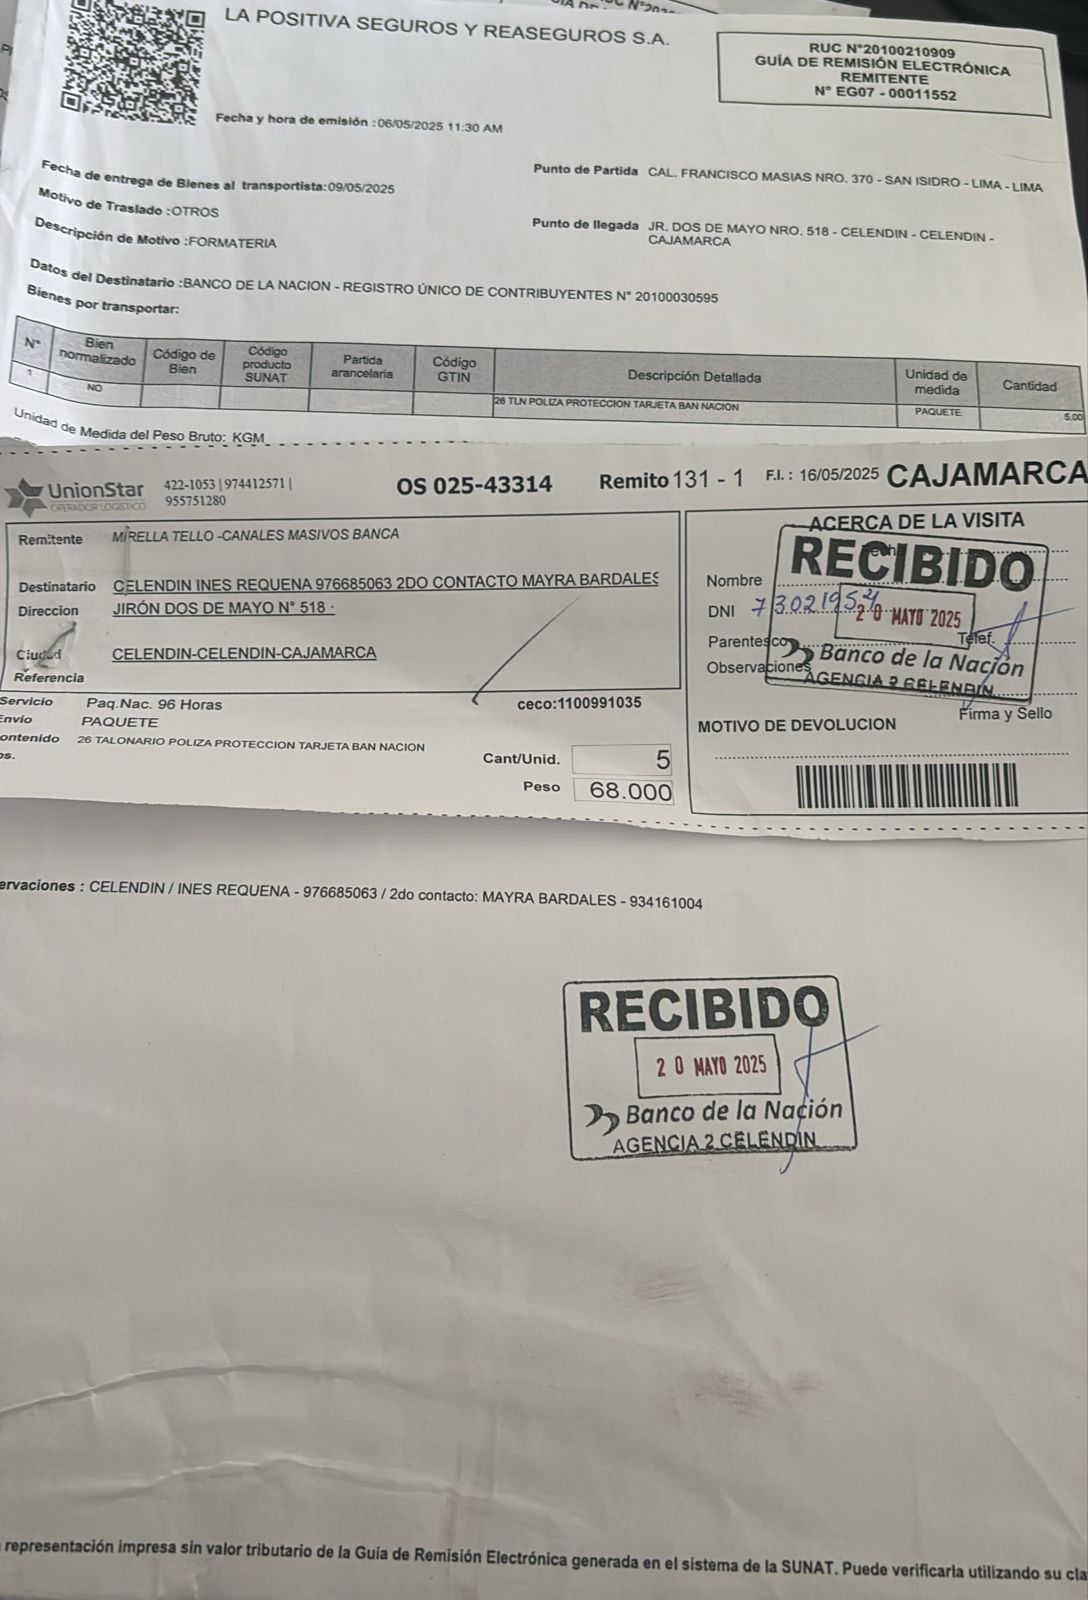 LA POSITIVA SEGUROS Y REASEGUROS S.A.
RUC N°20100210909
GUÍA DE REMISIÓN ELECTRÓNICA
REMITENTE
N° EG07 - 00011552
Fecha y hora de emisión :06/05/2025 11:30 AM
Fecha de entrega de Bienes al transportista:09/05/2025
Motivo de Traslado :OTROS
Descripción de Motivo :FORMATERIA
Punto de Partida CAL. FRANCISCO MASIAS NRO. 370 - SAN ISIDRO - LIMA - LIMA
Punto de llegada JR. DOS DE MAYO NRO. 518 - CELENDIN - CELENDIN -
CAJAMARCA
Datos del Destinatario :BANCO DE LA NACION - REGISTRO ÚNICO DE CONTRIBUYENTES N° 20100030595
Bienes por transportar:
N° Bien normalizado Código de Bien Código producto SUNAT Partida arancelaria Código GTIN Descripción Detallada Unidad de medida Cantidad
1 NO 26 TLN POLIZA PROTECCION TARJETA BAN NACION PAQUETE 5.00
Unidad de Medida del Peso Bruto: KGM
UnionStar
OPERADOR LOGISTICO
422-1053 | 974412571 |
955751280
OS 025-43314
Remito 131 - 1
F.I. : 16/05/2025 CAJAMARCA
Remitente MIRELLA TELLO -CANALES MASIVOS BANCA
Destinatario CELENDIN INES REQUENA 976685063 2DO CONTACTO MAYRA BARDALES
Direccion JIRÓN DOS DE MAYO N° 518 -
Ciudad CELENDIN-CELENDIN-CAJAMARCA
Referencia
Servicio Paq.Nac. 96 Horas
ceco:1100991035
Envio PAQUETE
ontenido 26 TALONARIO POLIZA PROTECCION TARJETA BAN NACION
os.
Cant/Unid. 5
Peso 68.000
ACERCA DE LA VISITA
RECIBIDO
Nombre
DNI
20 MAYO 2025
Parentesco
Telef.
Banco de la Nación
Observaciones
AGENCIA 2 CELENDIN
Firma y Sello
MOTIVO DE DEVOLUCION
ervaciones : CELENDIN / INES REQUENA - 976685063 / 2do contacto: MAYRA BARDALES - 934161004
RECIBIDO
20 MAYO 2025
Banco de la Nación
AGENCIA 2 CELENDIN
representación impresa sin valor tributario de la Guía de Remisión Electrónica generada en el sistema de la SUNAT. Puede verificarla utilizando su cla